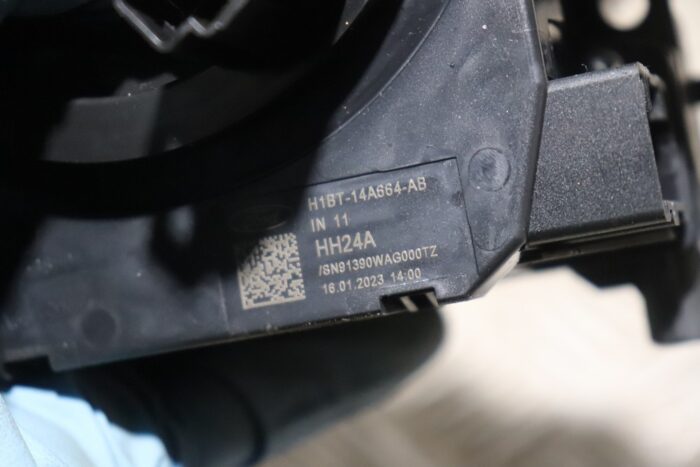 H1BT-14A664-AB
IN 11
HH24A
/SN91390WAG000TZ
16.01.2023 14:00